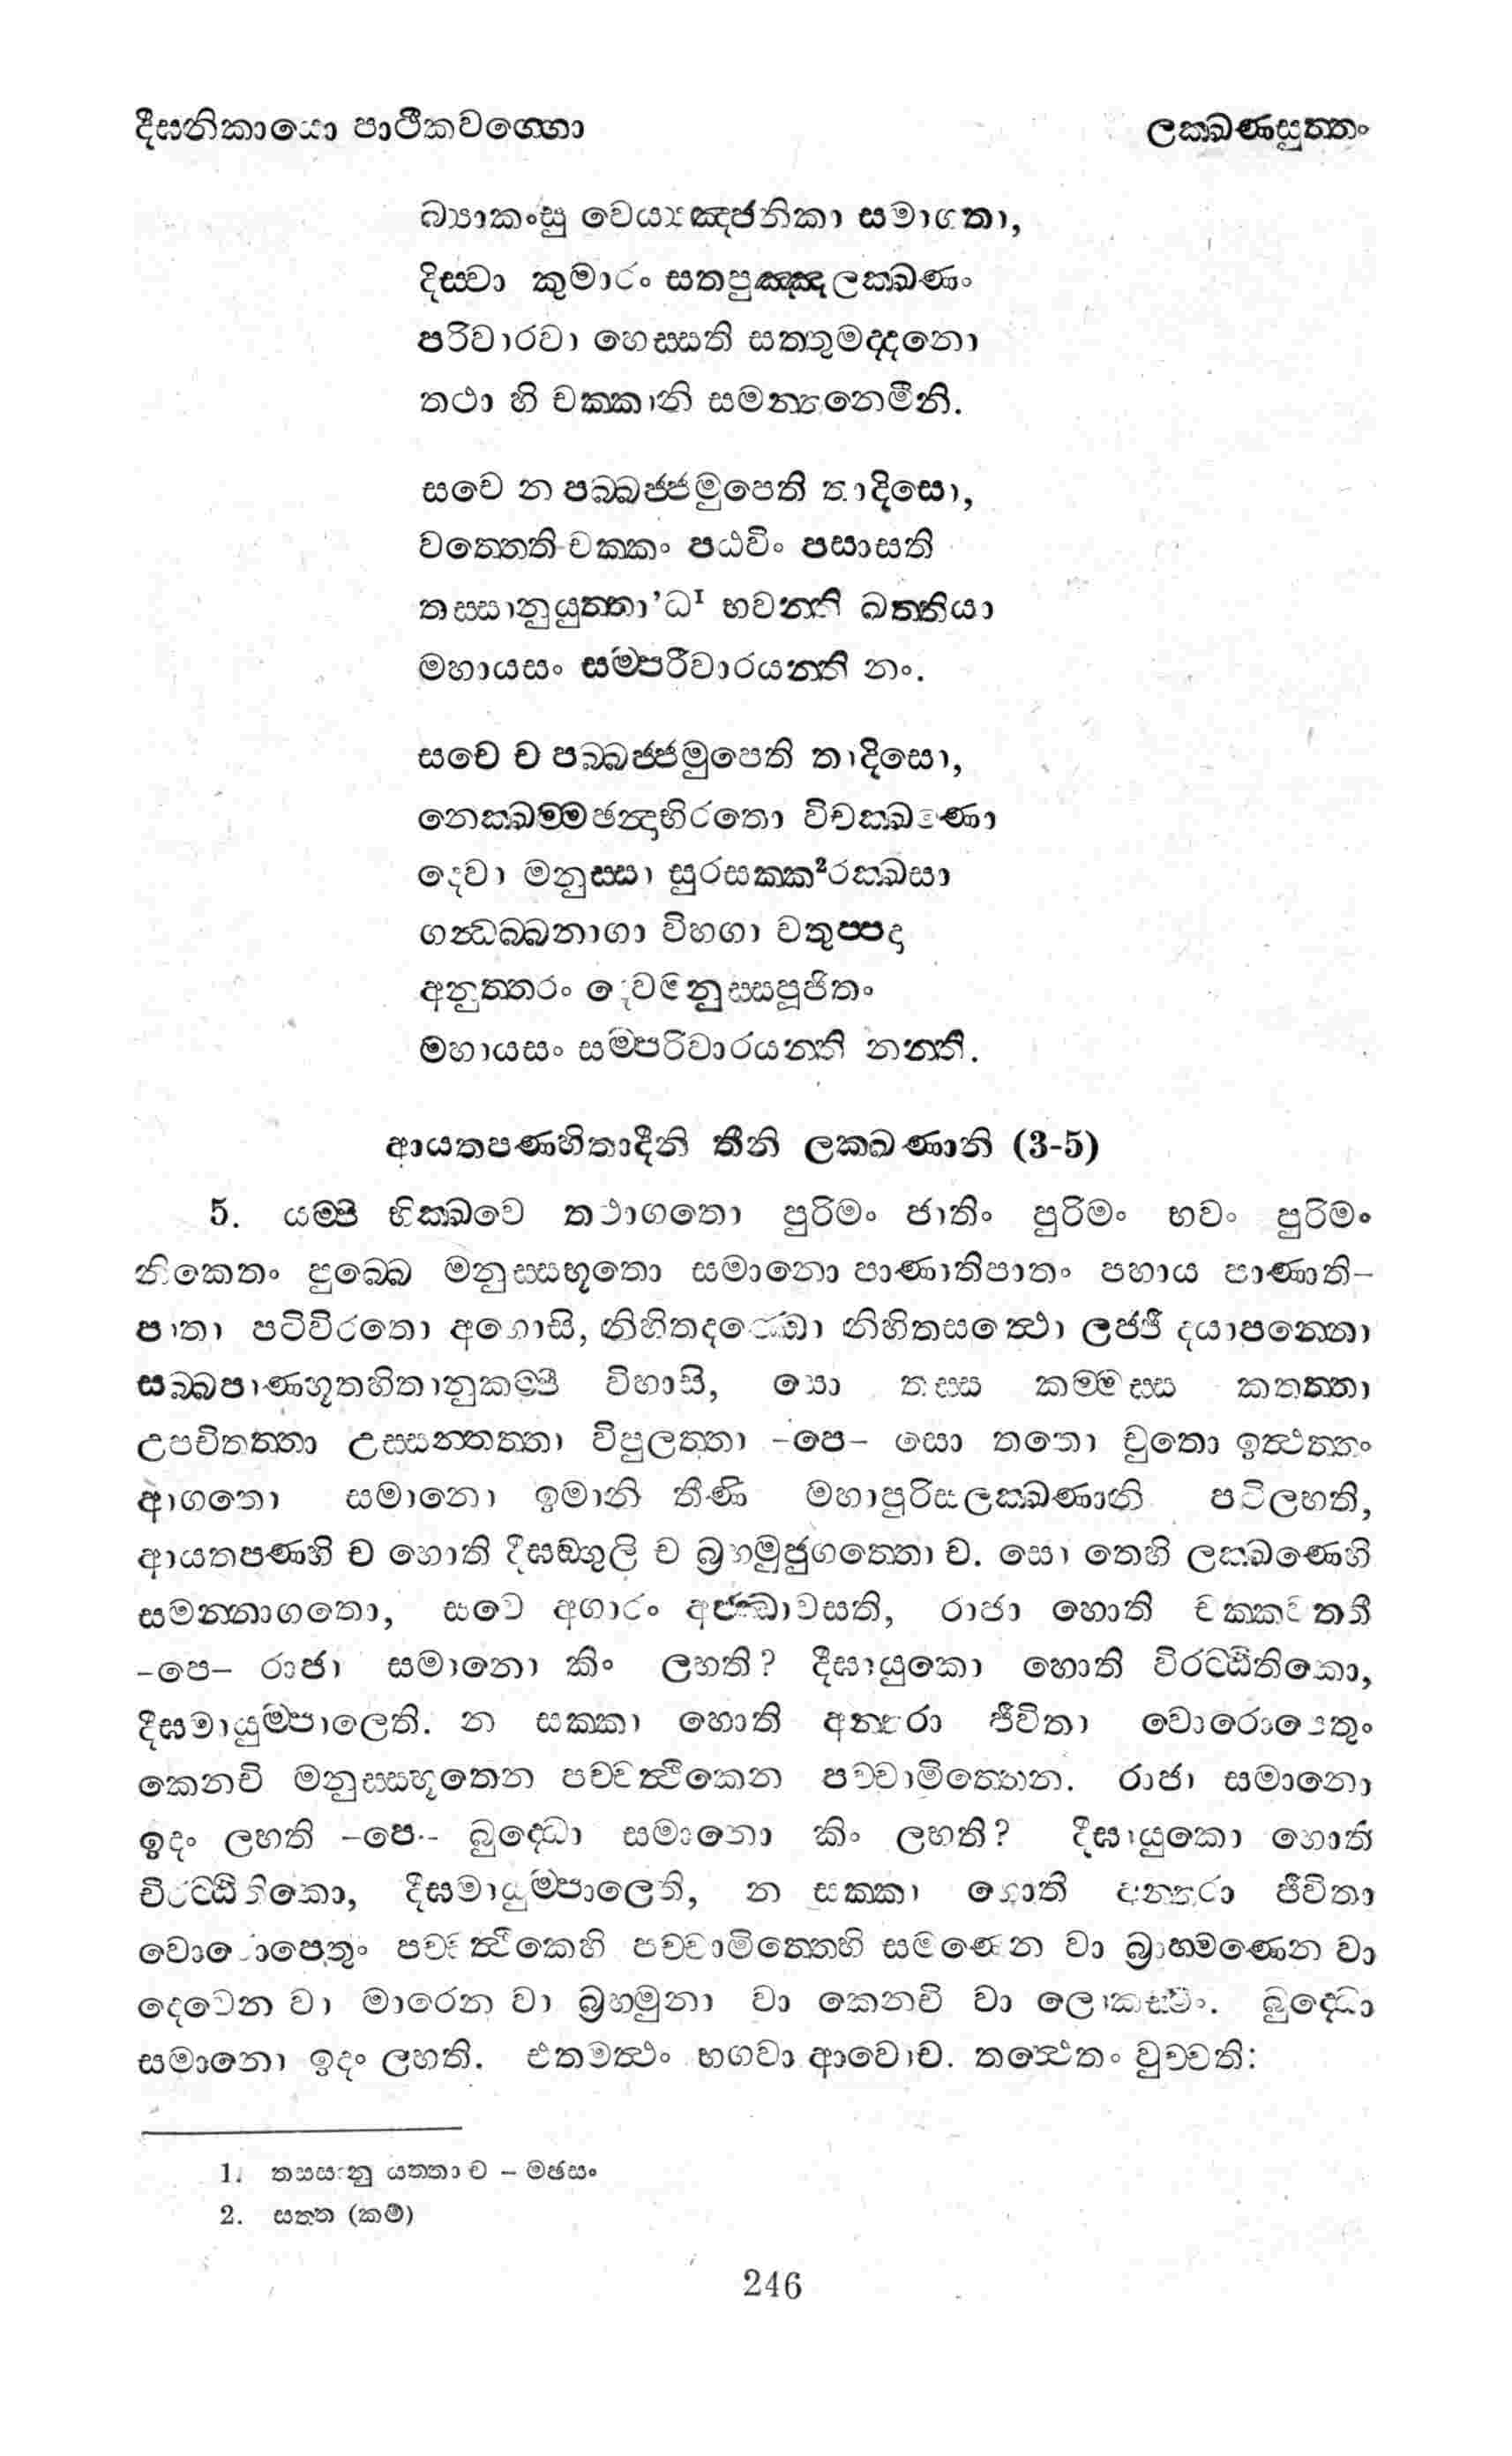 දීඝනිකායො පාථිකවග්ගො ලක්ඛණසුත්තං
බ්‍යාකංසු වෙය්‍යඤ්ජනිකා සමාගතා,
දිස්වා කුමාරං සතපුඤ්ඤලක්ඛණං
පරිවාරවා හෙස්සති සත්තුමද්දනො
තථා හි චක්කානි සමන්තනෙමීනි.
සචෙ න පබ්බජ්ජමුපෙති තාදිසො,
වත්තෙති චක්කං පඨවිං පසාසති
තස්සානුයුත්තා'ධ¹ භවන්ති ඛත්තියා
මහායසං සම්පරිවාරයන්ති නං.
සචෙ ච පබ්බජ්ජමුපෙති තාදිසො,
නෙක්ඛම්මඡන්දාභිරතො විචක්ඛණො
දෙවා මනුස්සා සුරසක්ක²රක්ඛසා
ගන්ධබ්බනාගා විහගා චතුප්පදා
අනුත්තරං දෙවමනුස්සපූජිතං
මහායසං සම්පරිවාරයන්ති නන්ති.
ආයතපණ්හිතාදීනි තීනි ලක්ඛණානි (3-5)
5. යම්පි භික්ඛවෙ තථාගතො පුරිමං ජාතිං පුරිමං භවං පුරිමං
නිකෙතං පුබ්බෙ මනුස්සභූතො සමානො පාණාතිපාතං පහාය පාණාති-
පාතා පටිවිරතො අහොසි, නිහිතදණ්ඩො නිහිතසත්ථො ලජ්ජී දයාපන්නො
සබ්බපාණභූතහිතානුකම්පී විහාසි, සො තස්ස කම්මස්ස කතත්තා
උපචිතත්තා උස්සන්නත්තා විපුලත්තා -පෙ- සො තතො චුතො ඉත්ථත්තං
ආගතො සමානො ඉමානි තීණි මහාපුරිසලක්ඛණානි පටිලභති,
ආයතපණ්හි ච හොති දීඝඞ්ගුලි ච බ්‍රහ්මුජුගත්තො ච. සො තෙහි ලක්ඛණෙහි
සමන්නාගතො, සචෙ අගාරං අජ්ඣාවසති, රාජා හොති චක්කවත්තී
-පෙ- රාජා සමානො කිං ලභති? දීඝායුකො හොති චිරට්ඨිතිකො,
දීඝමායුම්පාලෙති. න සක්කා හොති අන්තරා ජීවිතා වොරොපෙතුං
කෙනචි මනුස්සභූතෙන පච්චත්ථිකෙන පච්චාමිත්තෙන. රාජා සමානො
ඉදං ලභති -පෙ- බුද්ධො සමානො කිං ලභති? දීඝායුකො හොති
චිරට්ඨිතිකො, දීඝමායුම්පාලෙති, න සක්කා හොති අන්තරා ජීවිතා
වොරොපෙතුං පච්චත්ථිකෙහි පච්චාමිත්තෙහි සමණෙන වා බ්‍රාහ්මණෙන වා
දෙවෙන වා මාරෙන වා බ්‍රහ්මුනා වා කෙනචි වා ලොකස්මිං. බුද්ධො
සමානො ඉදං ලභති. එතමත්ථං භගවා ආවොච. තත්ථෙතං වුච්චති:
1. තස්සානු යත්තා ච – මඡසං
2. සත්ත (කම්)
246